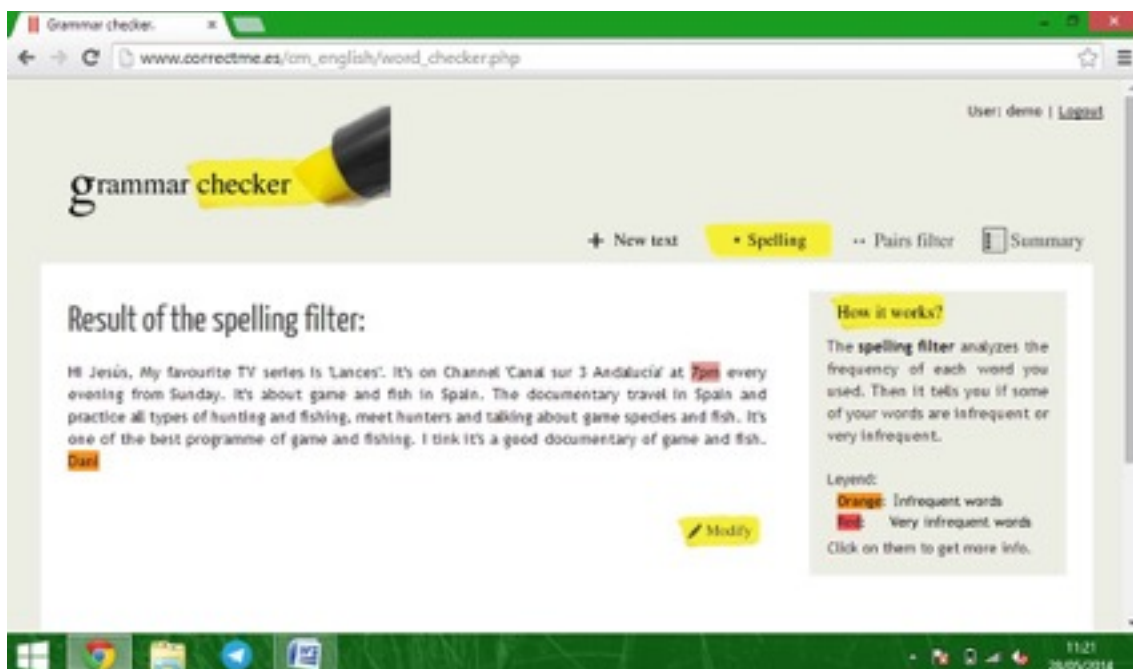 Grammar checker.
www.correctme.es/cm_english/word_checker.php
User: demo | Logout
grammar checker
New text
Spelling
Pairs filter
Summary
Result of the spelling filter:
Hi Jesús, My favourite TV series is 'Lances'. It's on Channel 'Canal sur 3 Andalucía' at 7pm every
evening from Sunday. It's about game and fish in Spain. The documentary travel in Spain and
practice all types of hunting and fishing, meet hunters and talking about game species and fish. It's
one of the best programme of game and fishing. I tink it's a good documentary of game and fish.
Dani
Modify
How it works?
The spelling filter analyzes the
frequency of each word you
used. Then it tells you if some
of your words are infrequent or
very infrequent.
Leyend:
Orange: Infrequent words
Red: Very infrequent words
Click on them to get more info.
11:21
28/05/2014